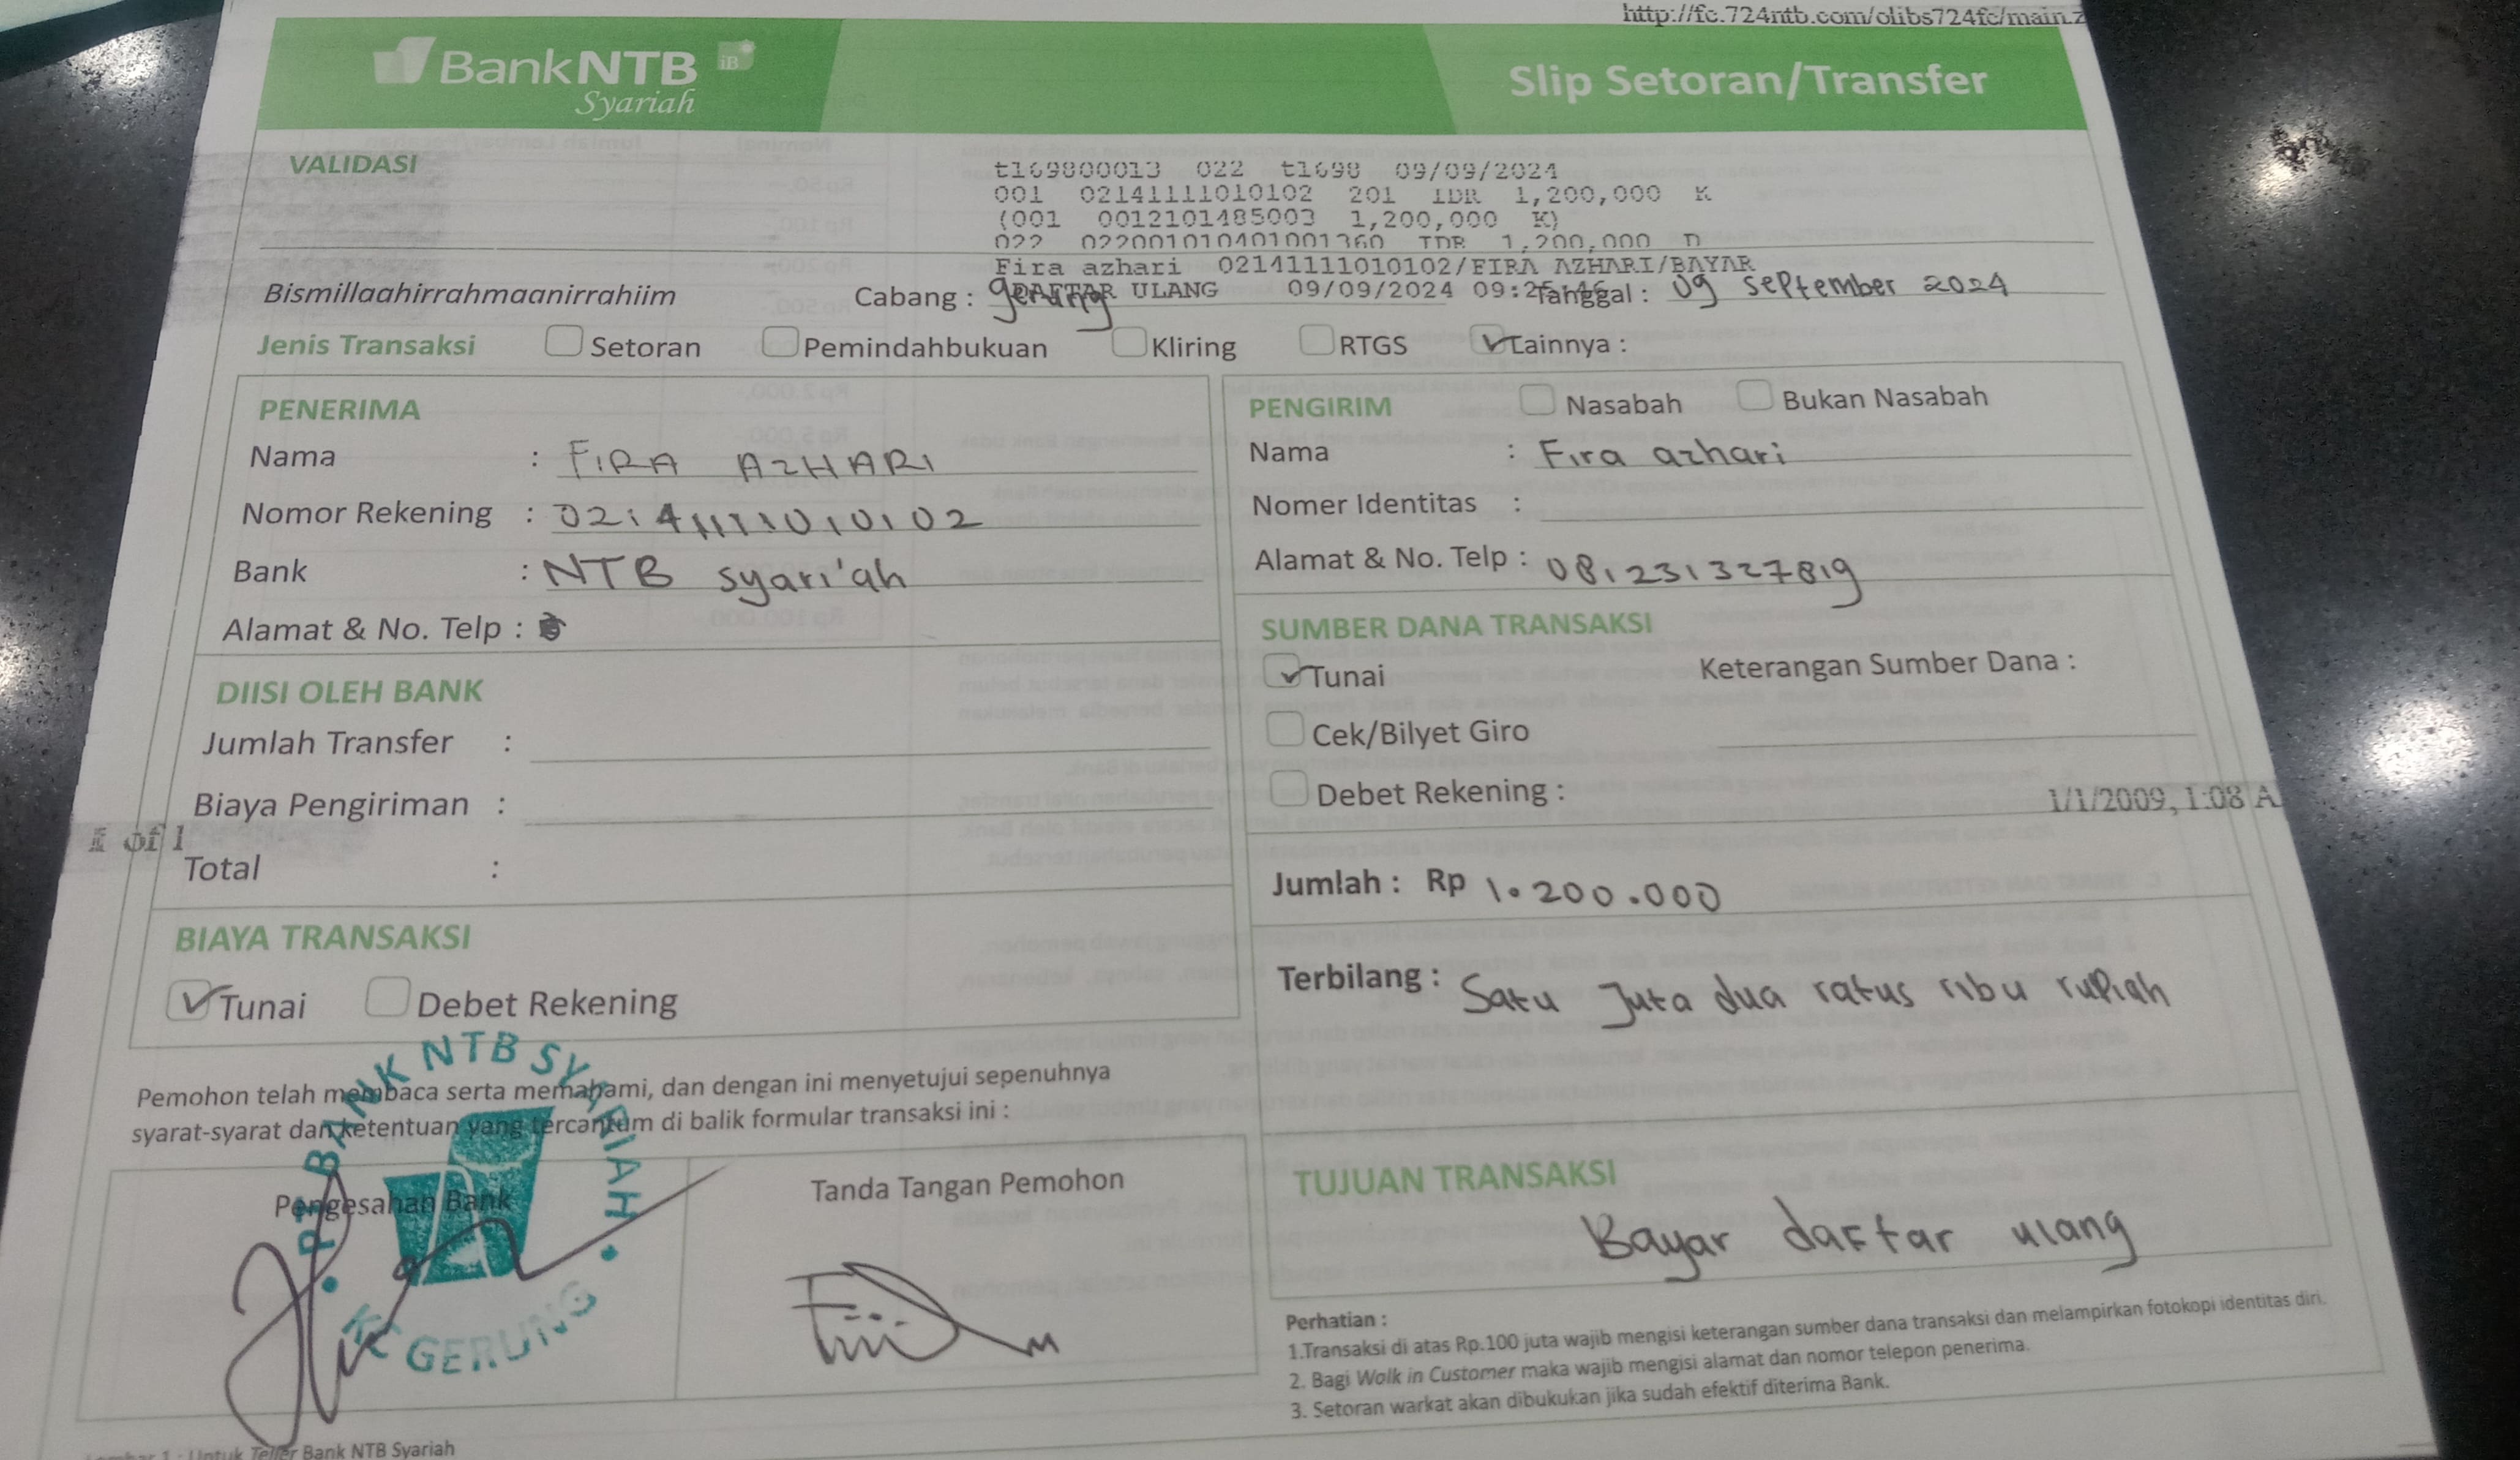 http://fc.724ntb.com/olibs724fc/main.z
BankNTB iB
Syariah
Slip Setoran/Transfer
VALIDASI
t169800013 022 t1698 09/09/2024
001 02141111010102 201 IDR 1,200,000 K
(001 0012101485003 1,200,000 K)
022 022001010401001360 IDR 1,200,000 D
Fira azhari 02141111010102/FIRA AZHARI/BAYAR
DAFTAR ULANG 09/09/2024
Bismillaahirrahmaanirrahiim Cabang : gerung Tanggal : 09 September 2024
Jenis Transaksi Setoran Pemindahbukuan Kliring RTGS Lainnya :
PENERIMA
Nama : FIRA AZHARI
Nomor Rekening : 02141111010102
Bank : NTB syari'ah
Alamat & No. Telp :
DIISI OLEH BANK
Jumlah Transfer :
Biaya Pengiriman :
1 of 1
Total :
BIAYA TRANSAKSI
Tunai Debet Rekening
PENGIRIM Nasabah Bukan Nasabah
Nama : Fira azhari
Nomer Identitas :
Alamat & No. Telp : 081231327819
SUMBER DANA TRANSAKSI
Tunai Keterangan Sumber Dana :
Cek/Bilyet Giro
Debet Rekening :
1/1/2009, 1:08 A
Jumlah : Rp 1.200.000
Terbilang : Satu Juta dua ratus ribu rupiah
Pemohon telah membaca serta memahami, dan dengan ini menyetujui sepenuhnya
syarat-syarat dan ketentuan yang tercantum di balik formular transaksi ini :
Pengesahan Bank
PT. BANK NTB SYARIAH
KC GERUNG
Tanda Tangan Pemohon
TUJUAN TRANSAKSI
Bayar daftar ulang
Perhatian :
1.Transaksi di atas Rp.100 juta wajib mengisi keterangan sumber dana transaksi dan melampirkan fotokopi identitas diri.
2. Bagi Walk in Customer maka wajib mengisi alamat dan nomor telepon penerima.
3. Setoran warkat akan dibukukan jika sudah efektif diterima Bank.
Lembar 1 : Untuk Teller Bank NTB Syariah